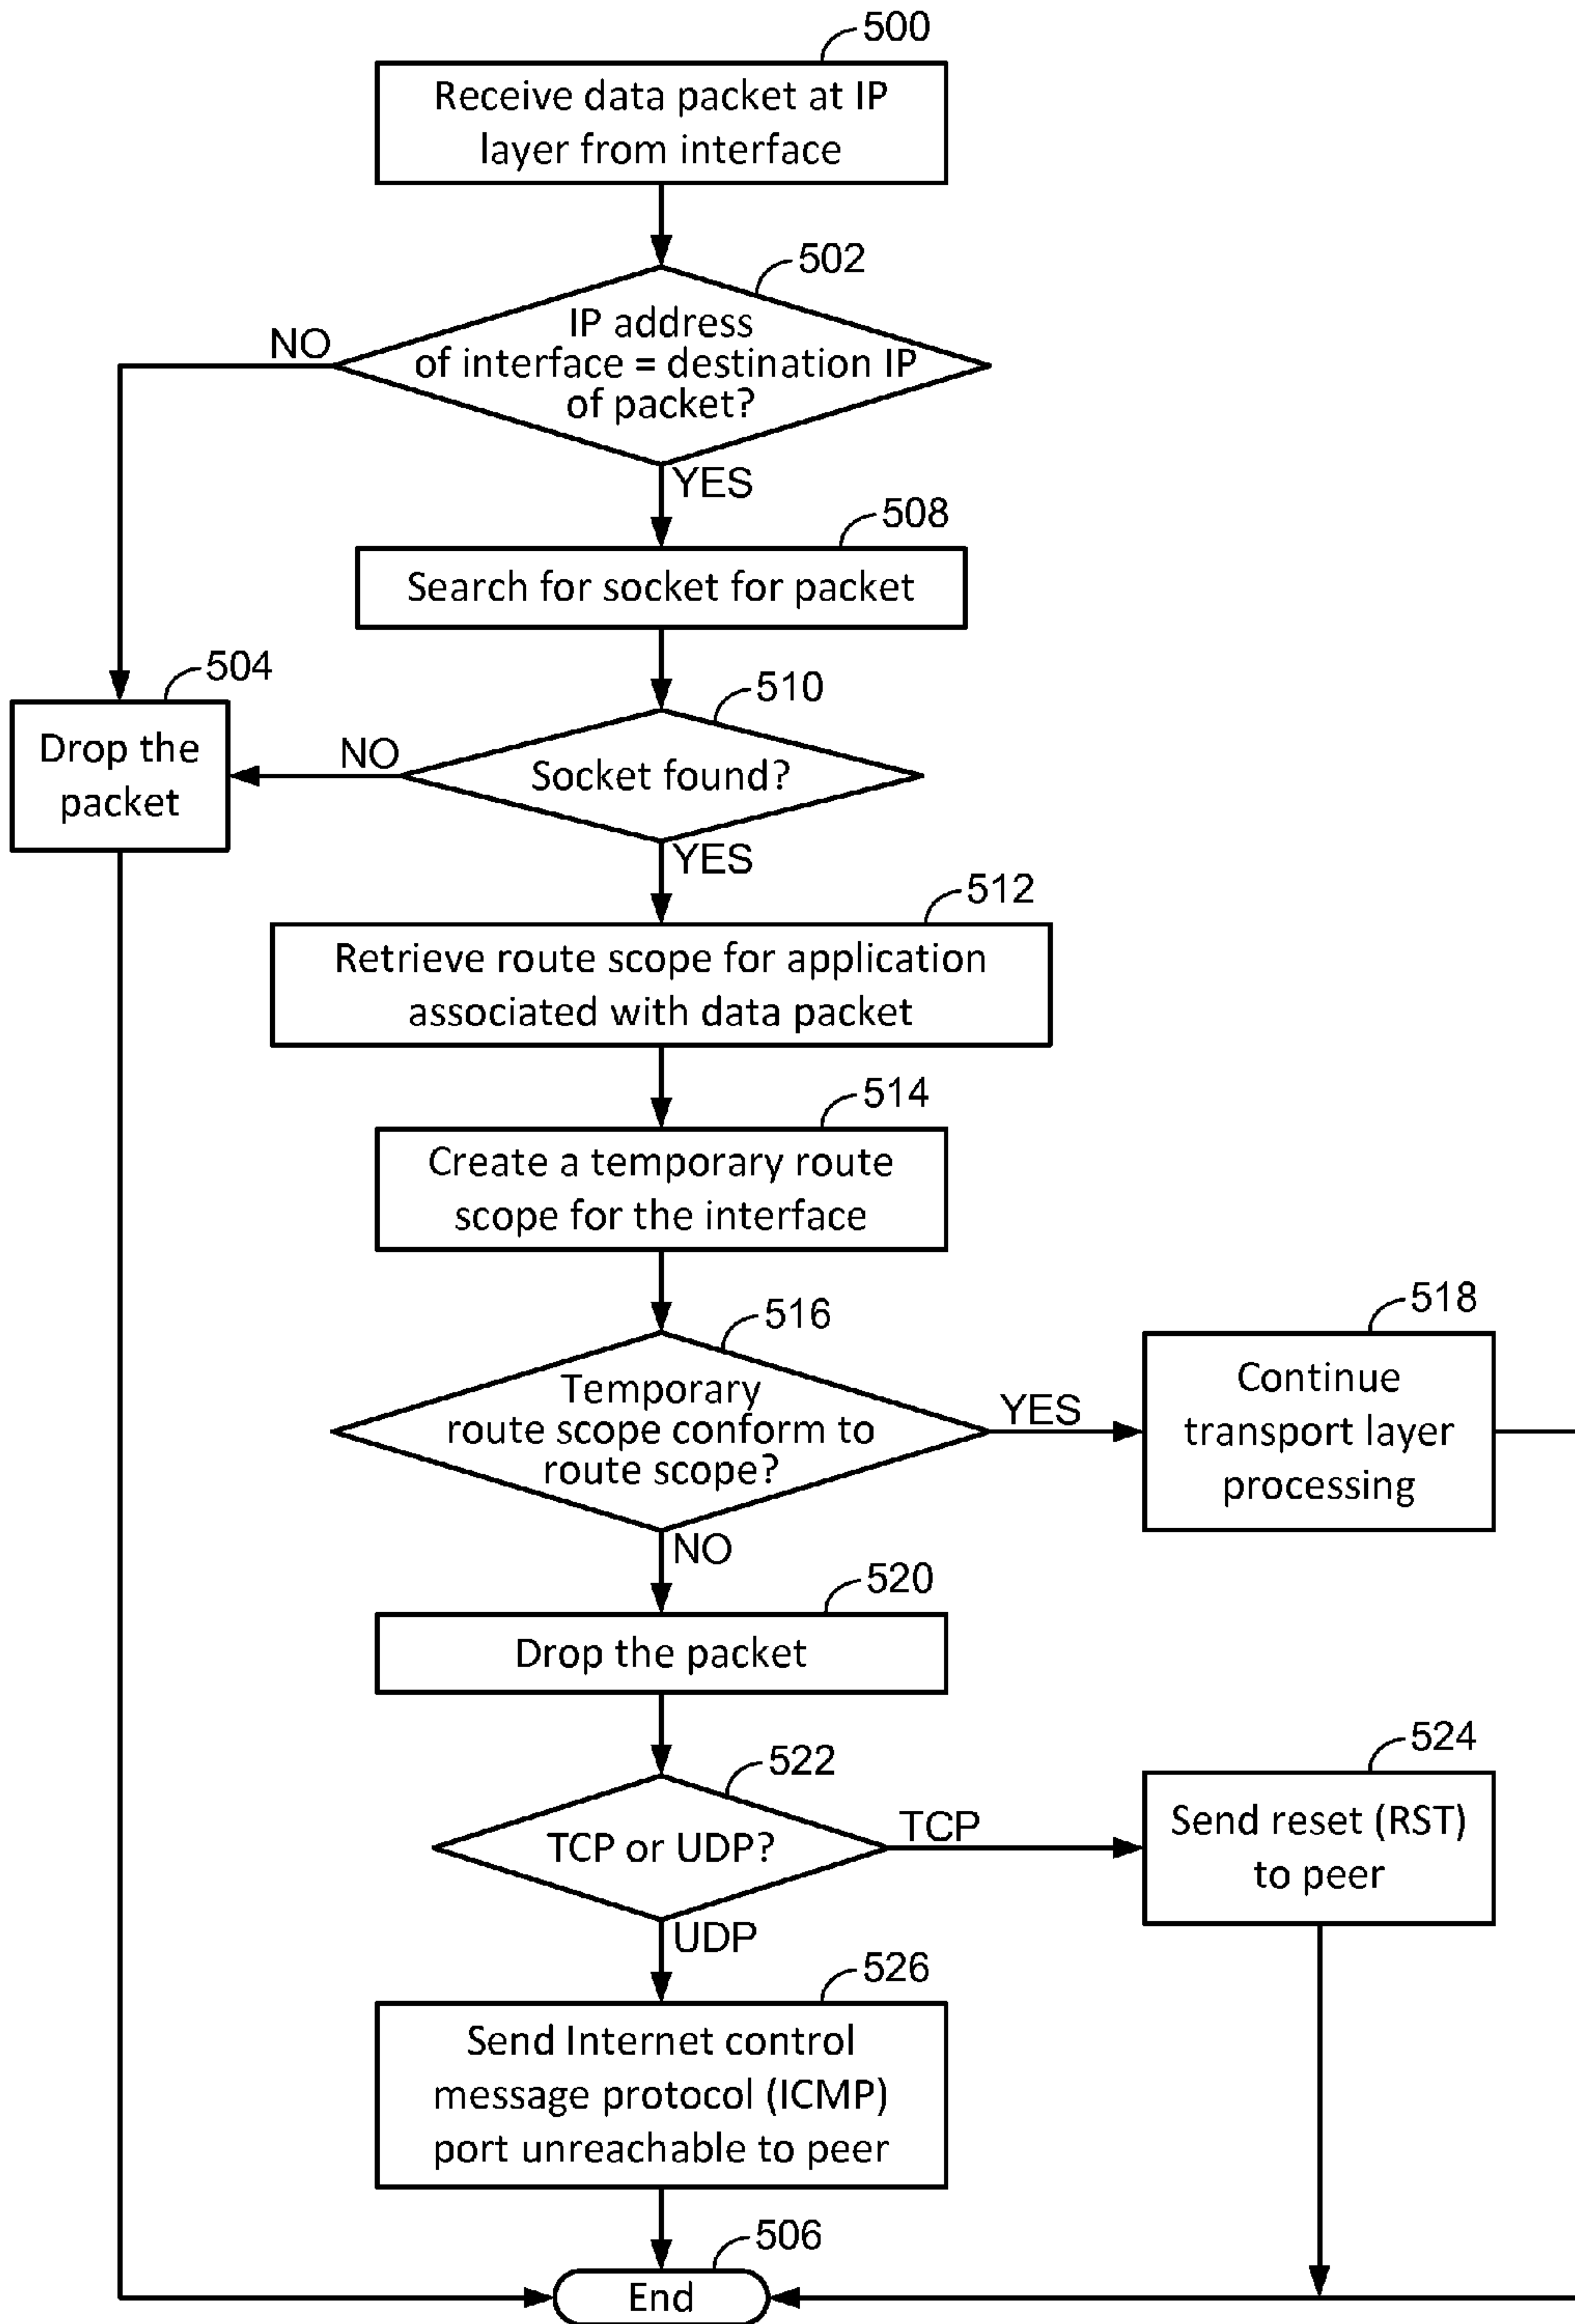 500
Receive data packet at IP
layer from interface
502
IP address
of interface = destination IP
of packet?
NO
YES
508
Search for socket for packet
504
Drop the
packet
510
Socket found?
NO
YES
512
Retrieve route scope for application
associated with data packet
514
Create a temporary route
scope for the interface
516
Temporary
route scope conform to
route scope?
YES
518
Continue
transport layer
processing
NO
520
Drop the packet
522
TCP or UDP?
TCP
524
Send reset (RST)
to peer
UDP
526
Send Internet control
message protocol (ICMP)
port unreachable to peer
506
End